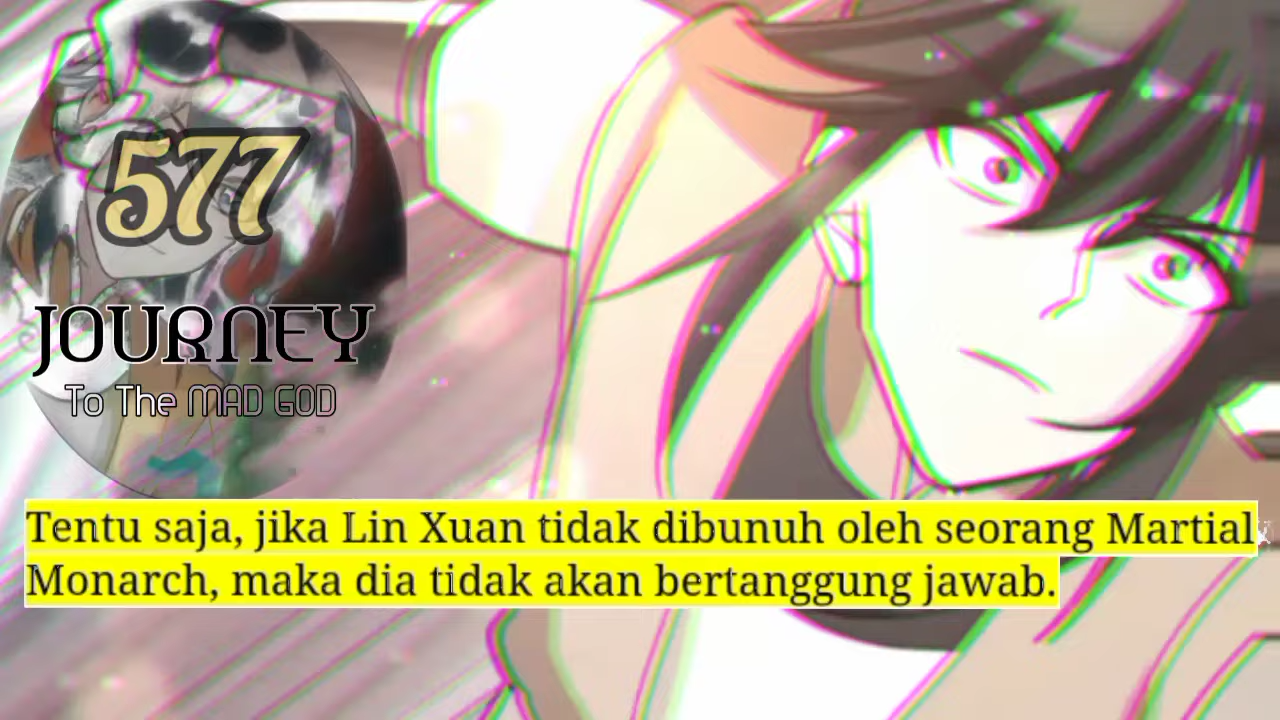 577
JOURNEY
To The MAD GOD
Tentu saja, jika Lin Xuan tidak dibunuh oleh seorang Martial
Monarch, maka dia tidak akan bertanggung jawab.